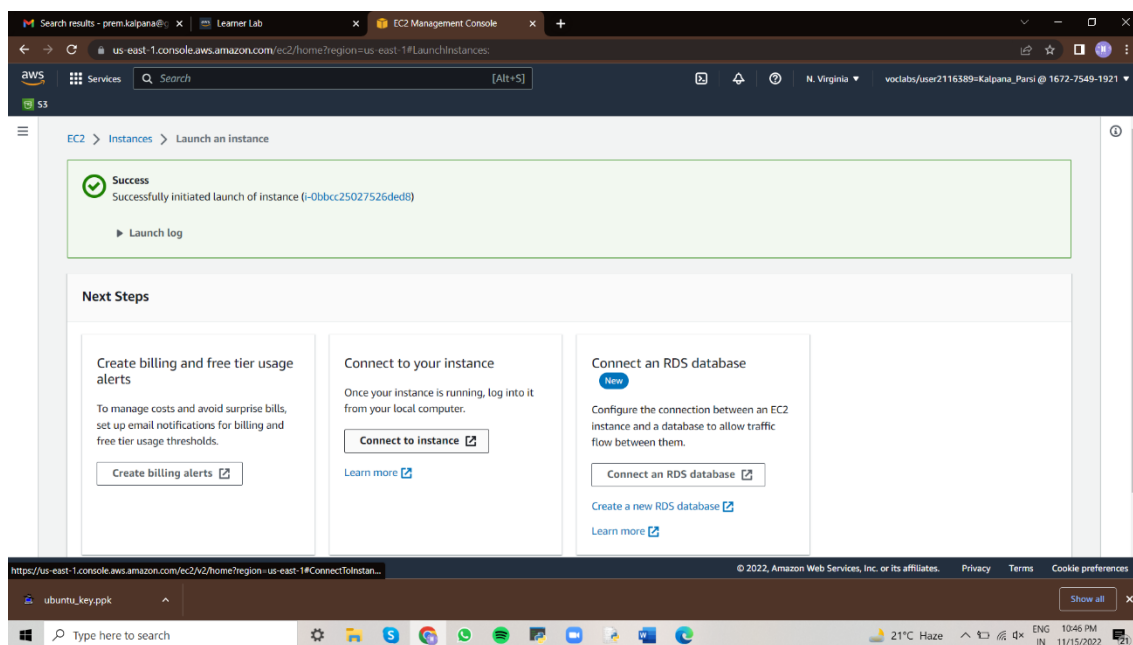 Search results - prem.kalpana@g
Learner Lab
EC2 Management Console
us-east-1.console.aws.amazon.com/ec2/home?region=us-east-1#LaunchInstances:
aws
Services
Search
[Alt+S]
N. Virginia
voclabs/user2116389=Kalpana_Parsi @ 1672-7549-1921
S3
EC2 > Instances > Launch an instance
Success
Successfully initiated launch of instance (i-0bbcc25027526ded8)
Launch log
Next Steps
Create billing and free tier usage
alerts
To manage costs and avoid surprise bills,
set up email notifications for billing and
free tier usage thresholds.
Create billing alerts
Connect to your instance
Once your instance is running, log into it
from your local computer.
Connect to instance
Learn more
Connect an RDS database
New
Configure the connection between an EC2
instance and a database to allow traffic
flow between them.
Connect an RDS database
Create a new RDS database
Learn more
https://us-east-1.console.aws.amazon.com/ec2/v2/home?region=us-east-1#ConnectToInstan...
© 2022, Amazon Web Services, Inc. or its affiliates.
Privacy
Terms
Cookie preferences
ubuntu_key.ppk
Show all
Type here to search
21°C Haze
ENG
IN
10:46 PM
11/15/2022
21